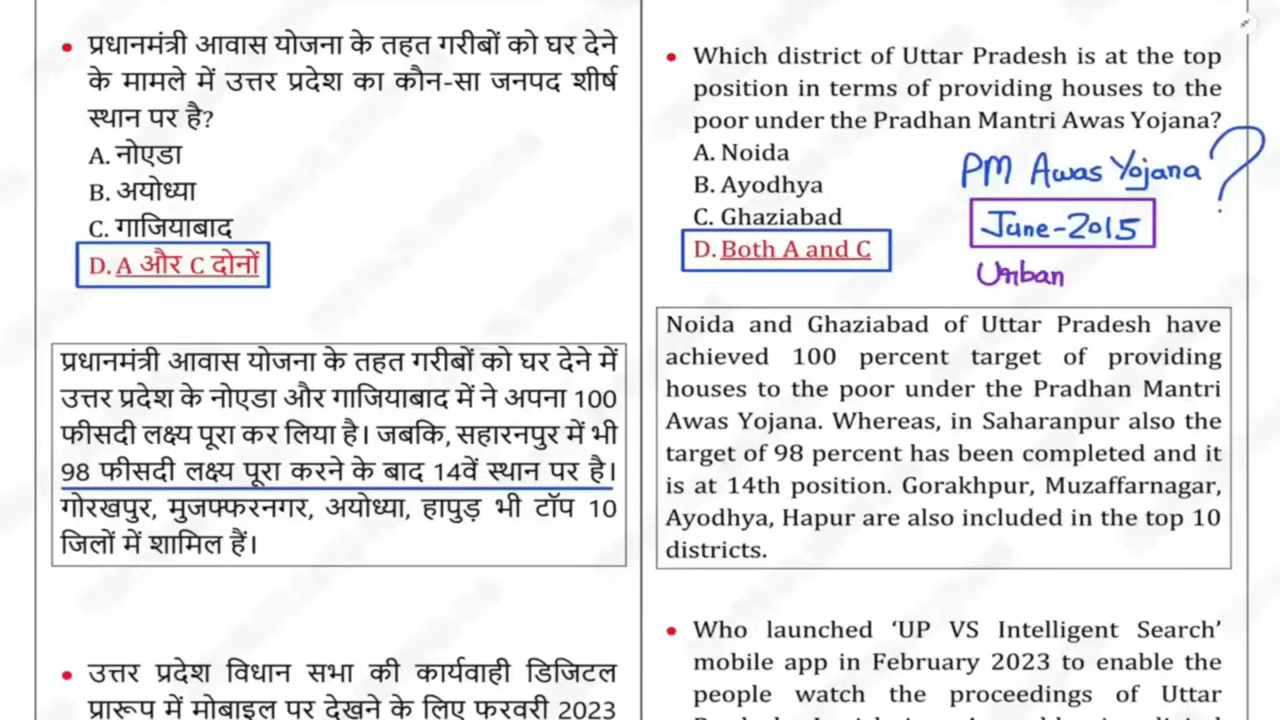 • प्रधानमंत्री आवास योजना के तहत गरीबों को घर देने
के मामले में उत्तर प्रदेश का कौन-सा जनपद शीर्ष
स्थान पर है?
A. नोएडा
B. अयोध्या
C. गाजियाबाद
D. A और C दोनों
प्रधानमंत्री आवास योजना के तहत गरीबों को घर देने में
उत्तर प्रदेश के नोएडा और गाजियाबाद में ने अपना 100
फीसदी लक्ष्य पूरा कर लिया है। जबकि, सहारनपुर में भी
98 फीसदी लक्ष्य पूरा करने के बाद 14वें स्थान पर है।
गोरखपुर, मुजफ्फरनगर, अयोध्या, हापुड़ भी टॉप 10
जिलों में शामिल हैं।
• उत्तर प्रदेश विधान सभा की कार्यवाही डिजिटल
प्रारूप में मोबाइल पर देखने के लिए फरवरी 2023
• Which district of Uttar Pradesh is at the top
position in terms of providing houses to the
poor under the Pradhan Mantri Awas Yojana?
A. Noida
B. Ayodhya
C. Ghaziabad
D. Both A and C
PM Awas Yojana ?
June-2015
Urban
Noida and Ghaziabad of Uttar Pradesh have
achieved 100 percent target of providing
houses to the poor under the Pradhan Mantri
Awas Yojana. Whereas, in Saharanpur also the
target of 98 percent has been completed and it
is at 14th position. Gorakhpur, Muzaffarnagar,
Ayodhya, Hapur are also included in the top 10
districts.
• Who launched ‘UP VS Intelligent Search’
mobile app in February 2023 to enable the
people watch the proceedings of Uttar